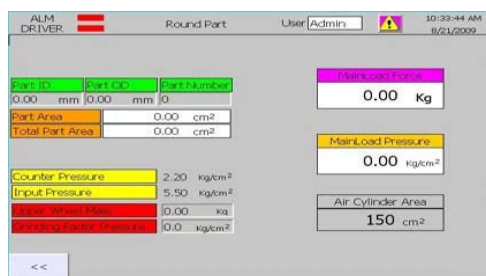 ALM DRIVER
Round Part
User Admin
10:33:44 AM
8/21/2009
Part ID Part OD Part Number
0.00 mm 0.00 mm 0
Part Area 0.00 cm2
Total Part Area 0.00 cm2
Counter Pressure 2.20 Kg/cm2
Input Pressure 5.50 Kg/cm2
Upper Wheel Mass 0.00 Kg
Grinding Factor Pressure 0.0 Kg/cm2
MainLoad Force
0.00 Kg
MainLoad Pressure
0.00 Kg/cm2
Air Cylinder Area
150 cm2
<<